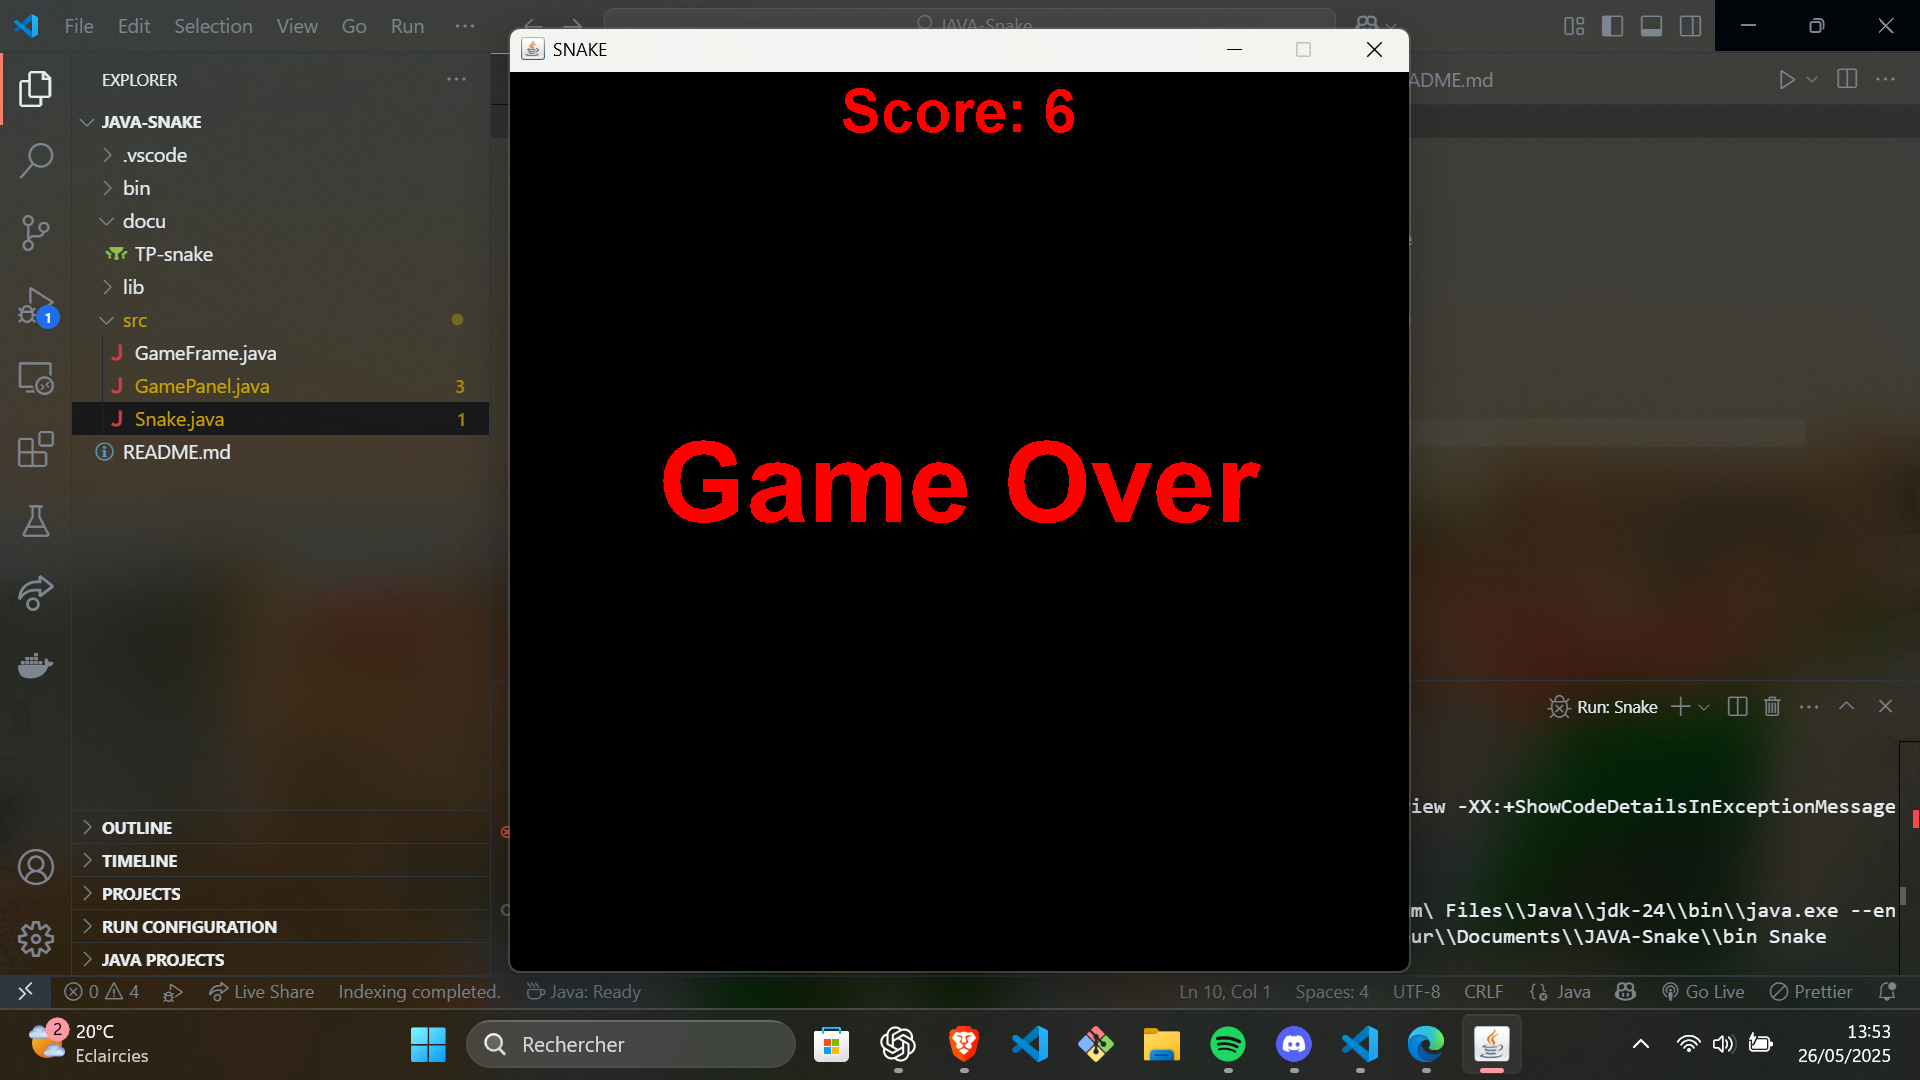 File Edit Selection View Go Run ···
JAVA-Snake
SNAKE
EXPLORER
JAVA-SNAKE
.vscode
bin
docu
TP-snake
lib
src
GameFrame.java
GamePanel.java 3
Snake.java 1
README.md
1
OUTLINE
TIMELINE
PROJECTS
RUN CONFIGURATION
JAVA PROJECTS
Score: 6
Game Over
ADME.md
Run: Snake
iew -XX:+ShowCodeDetailsInExceptionMessage
m\ Files\\Java\\jdk-24\\bin\\java.exe --en
ur\\Documents\\JAVA-Snake\\bin Snake
0 4 Live Share Indexing completed. Java: Ready Ln 10, Col 1 Spaces: 4 UTF-8 CRLF Java Go Live Prettier
2 20°C
Eclaircies
Rechercher
13:53
26/05/2025